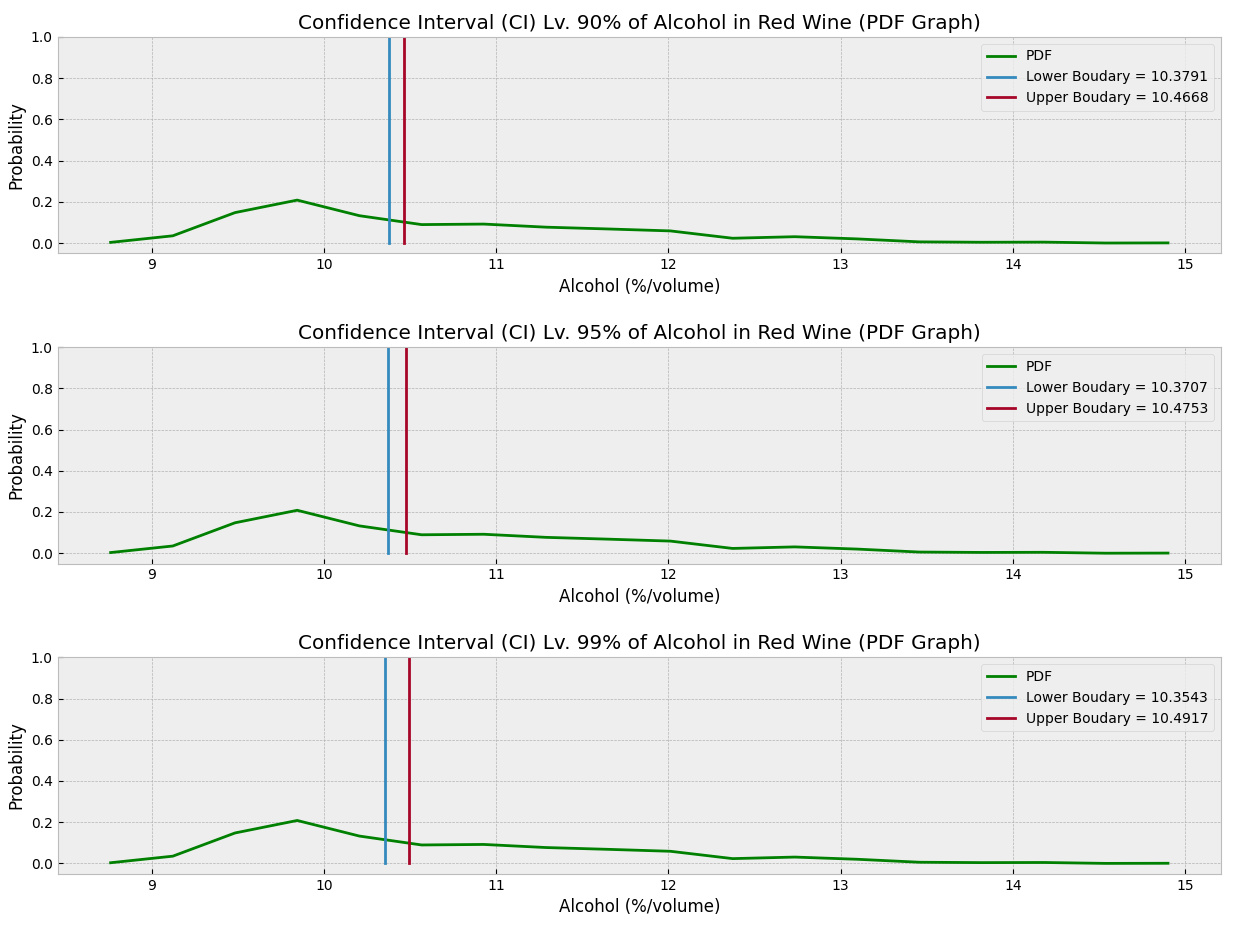 Confidence Interval (CI) Lv. 90% of Alcohol in Red Wine (PDF Graph)
1.0
0.8
0.6
0.4
0.2
0.0
Probability
PDF
Lower Boudary = 10.3791
Upper Boudary = 10.4668
9 10 11 12 13 14 15
Alcohol (%/volume)
Confidence Interval (CI) Lv. 95% of Alcohol in Red Wine (PDF Graph)
1.0
0.8
0.6
0.4
0.2
0.0
Probability
PDF
Lower Boudary = 10.3707
Upper Boudary = 10.4753
9 10 11 12 13 14 15
Alcohol (%/volume)
Confidence Interval (CI) Lv. 99% of Alcohol in Red Wine (PDF Graph)
1.0
0.8
0.6
0.4
0.2
0.0
Probability
PDF
Lower Boudary = 10.3543
Upper Boudary = 10.4917
9 10 11 12 13 14 15
Alcohol (%/volume)